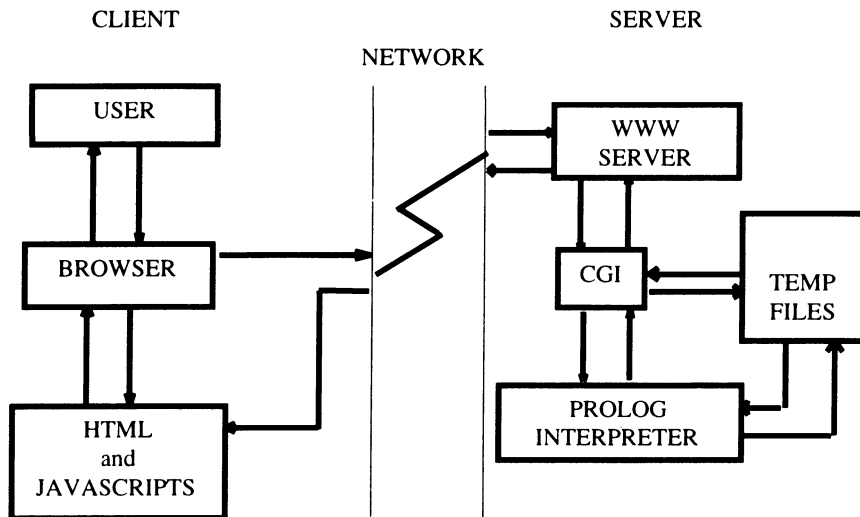 CLIENT
SERVER
NETWORK
USER
WWW
SERVER
BROWSER
CGI
TEMP
FILES
HTML
and
JAVASCRIPTS
PROLOG
INTERPRETER